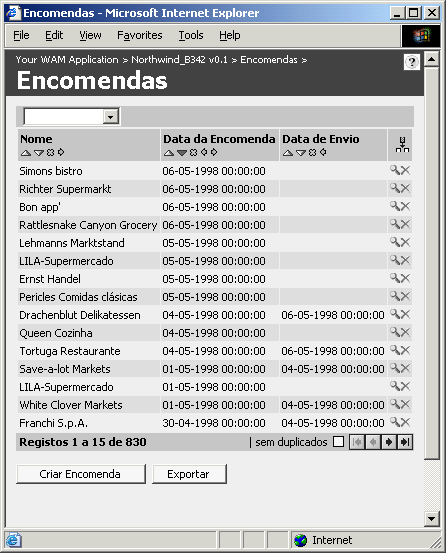 Encomendas - Microsoft Internet Explorer
File Edit View Favorites Tools Help
Your WAM Application > Northwind_B342 v0.1 > Encomendas >
?
Encomendas
Nome Data da Encomenda Data de Envio
Simons bistro 06-05-1998 00:00:00
Richter Supermarkt 06-05-1998 00:00:00
Bon app' 06-05-1998 00:00:00
Rattlesnake Canyon Grocery 06-05-1998 00:00:00
Lehmanns Marktstand 05-05-1998 00:00:00
LILA-Supermercado 05-05-1998 00:00:00
Ernst Handel 05-05-1998 00:00:00
Pericles Comidas clásicas 05-05-1998 00:00:00
Drachenblut Delikatessen 04-05-1998 00:00:00 06-05-1998 00:00:00
Queen Cozinha 04-05-1998 00:00:00
Tortuga Restaurante 04-05-1998 00:00:00 06-05-1998 00:00:00
Save-a-lot Markets 01-05-1998 00:00:00 04-05-1998 00:00:00
LILA-Supermercado 01-05-1998 00:00:00
White Clover Markets 01-05-1998 00:00:00 04-05-1998 00:00:00
Franchi S.p.A. 30-04-1998 00:00:00 04-05-1998 00:00:00
Registos 1 a 15 de 830 | sem duplicados
Criar Encomenda Exportar
Internet